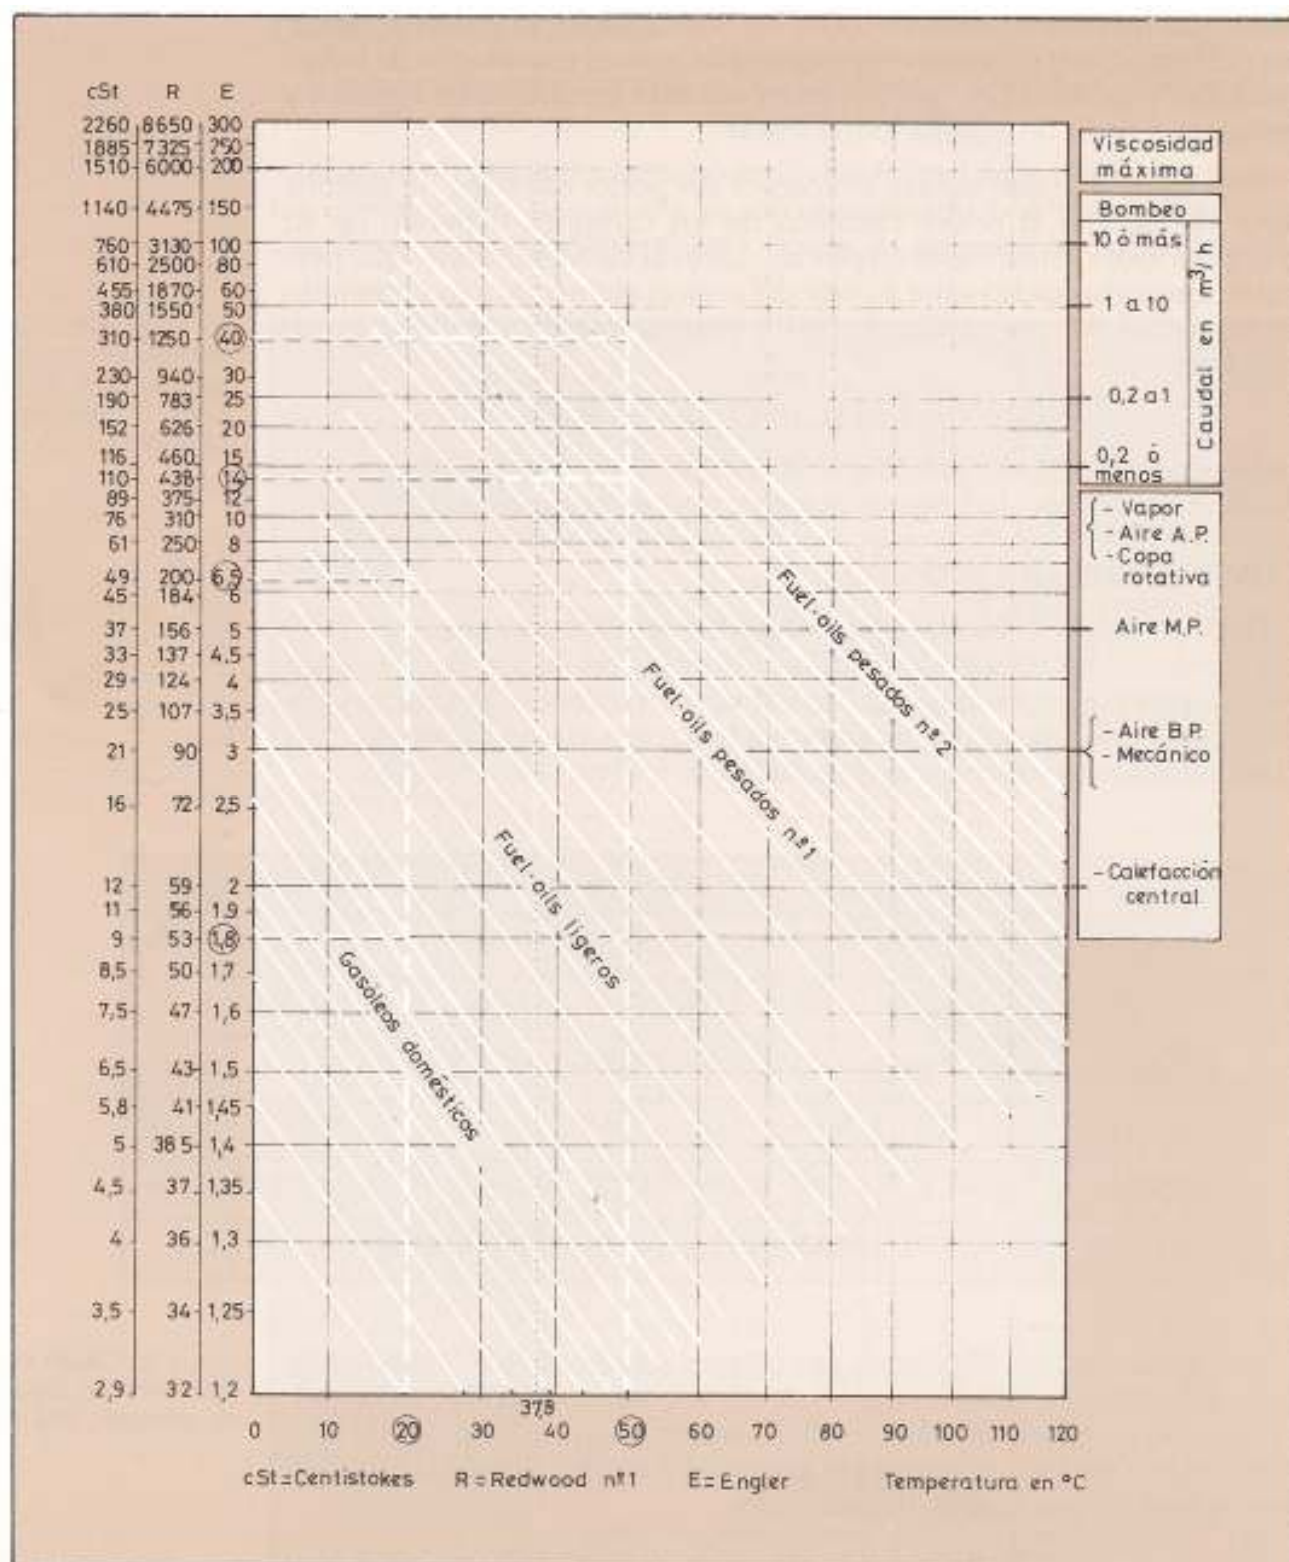 cSt R E
2260 8650 300
1885 7325 250
1510 6000 200
1140 4475 150
760 3130 100
610 2500 80
455 1870 60
380 1550 50
310 1250 40
230 940 30
190 783 25
152 626 20
116 460 15
110 438 14
89 375 12
76 310 10
61 250 8
49 200 6,5
45 184 6
37 156 5
33 137 4,5
29 124 4
25 107 3,5
21 90 3
16 72 2,5
12 59 2
11 56 1,9
9 53 1,8
8,5 50 1,7
7,5 47 1,6
6,5 43 1,5
5,8 41 1,45
5 38 5 1,4
4,5 37 1,35
4 36 1,3
3,5 34 1,25
2,9 32 1,2
Viscosidad
máxima
Bombeo
10 ó más
1 a 10
0,2 a 1
0,2 ó
menos
Caudal en m³/h
- Vapor
- Aire A.P.
- Copa
rotativa
Aire M.P.
- Aire B.P.
- Mecánico
- Calefacción
central
Fuel-oils pesados nº 2
Fuel-oils pesados nº 1
Fuel-oils lígeros
Gasóleos domésticos
37,8
0 10 20 30 40 50 60 70 80 90 100 110 120
cSt=Centistokes R=Redwood nº1 E=Engler Temperatura en °C